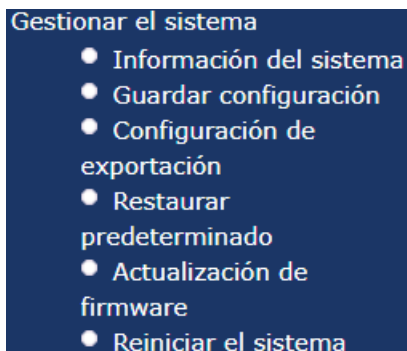 Gestionar el sistema
Información del sistema
Guardar configuración
Configuración de
exportación
Restaurar
predeterminado
Actualización de
firmware
Reiniciar el sistema